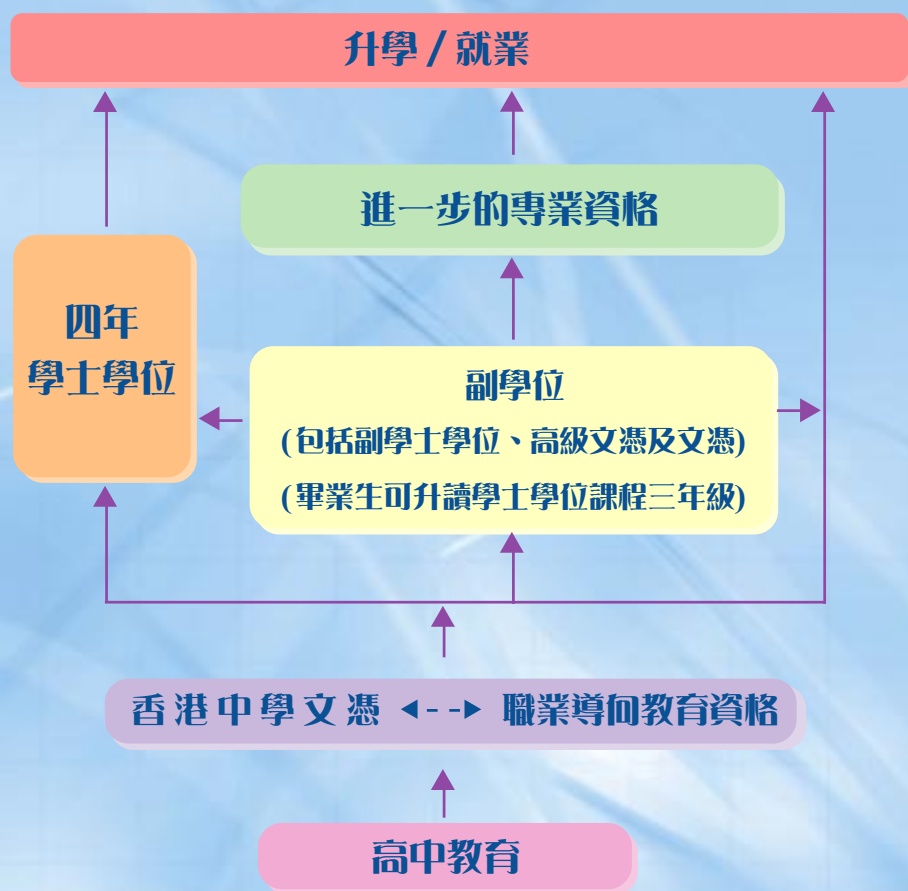 升學 / 就業
進一步的專業資格
四年
學士學位
副學位
(包括副學士學位、高級文憑及文憑)
(畢業生可升讀學士學位課程三年級)
香港中學文憑 ◄--► 職業導向教育資格
高中教育